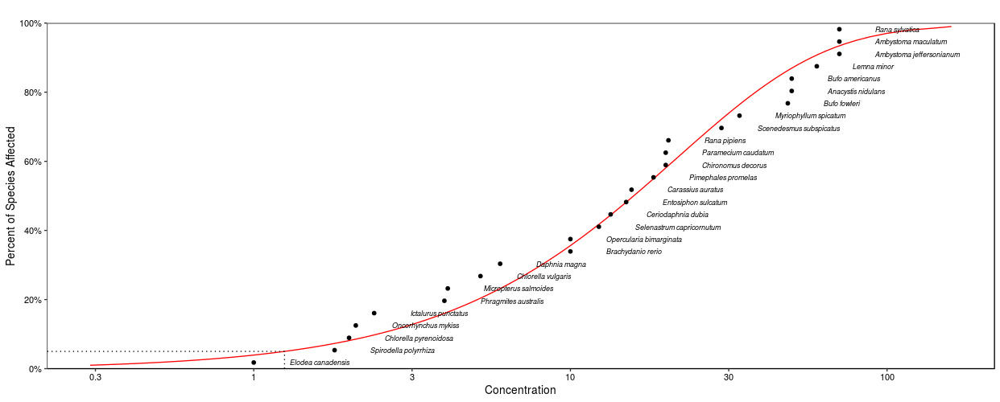 100%
80%
60%
40%
20%
0%
Percent of Species Affected
Rana sylvatica
Ambystoma maculatum
Ambystoma jeffersonianum
Lemna minor
Bufo americanus
Anacystis nidulans
Bufo fowleri
Myriophyllum spicatum
Scenedesmus subspicatus
Rana pipiens
Paramecium caudatum
Chironomus decorus
Pimephales promelas
Carassius auratus
Entosiphon sulcatum
Ceriodaphnia dubia
Selenastrum capricornutum
Opercularia bimarginata
Brachydanio rerio
Daphnia magna
Chlorella vulgaris
Micropterus salmoides
Phragmites australis
Ictalurus punctatus
Oncorhynchus mykiss
Chlorella pyrenoidosa
Spirodella polyrrhiza
Elodea canadensis
0.3 1 3 10 30 100
Concentration